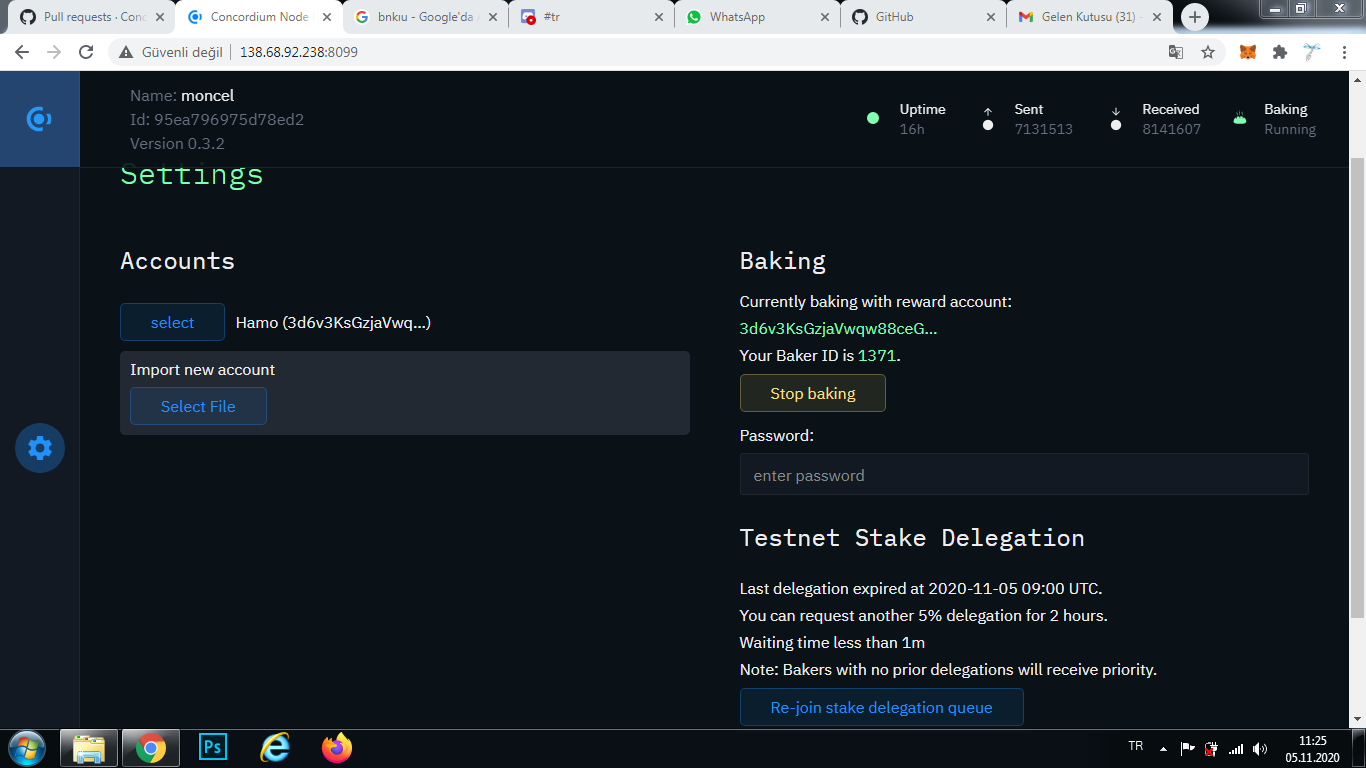 Pull requests · Conc
Concordium Node
bnkıu - Google'da
#tr
WhatsApp
GitHub
Gelen Kutusu (31)
Güvenli değil
138.68.92.238:8099
Name: moncel
Id: 95ea796975d78ed2
Version 0.3.2
Uptime
16h
Sent
7131513
Received
8141607
Baking
Running
Settings
Accounts
select
Hamo (3d6v3KsGzjaVwq...)
Import new account
Select File
Baking
Currently baking with reward account:
3d6v3KsGzjaVwqw88ceG...
Your Baker ID is 1371.
Stop baking
Password:
enter password
Testnet Stake Delegation
Last delegation expired at 2020-11-05 09:00 UTC.
You can request another 5% delegation for 2 hours.
Waiting time less than 1m
Note: Bakers with no prior delegations will receive priority.
Re-join stake delegation queue
Ps
TR
11:25
05.11.2020